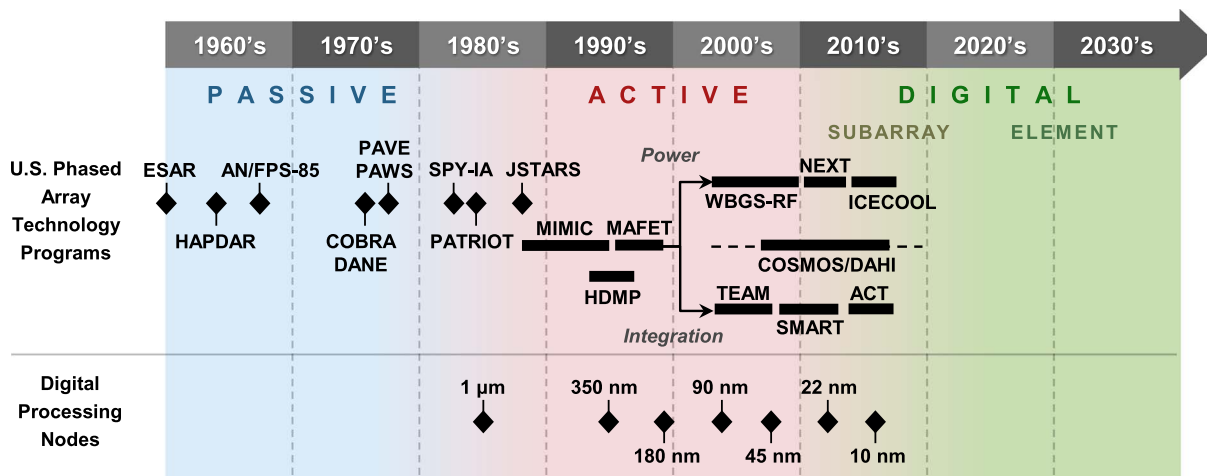 1960's 1970's 1980's 1990's 2000's 2010's 2020's 2030's
PASSIVE ACTIVE DIGITAL
SUBARRAY ELEMENT
U.S. Phased
Array
Technology
Programs
ESAR AN/FPS-85 PAVE
PAWS SPY-IA JSTARS
HAPDAR COBRA
DANE PATRIOT
MIMIC MAFET
HDMP
Power
WBGS-RF NEXT ICECOOL
COSMOS/DAHI
TEAM SMART ACT
Integration
Digital
Processing
Nodes
1 µm 350 nm 90 nm 22 nm
180 nm 45 nm 10 nm